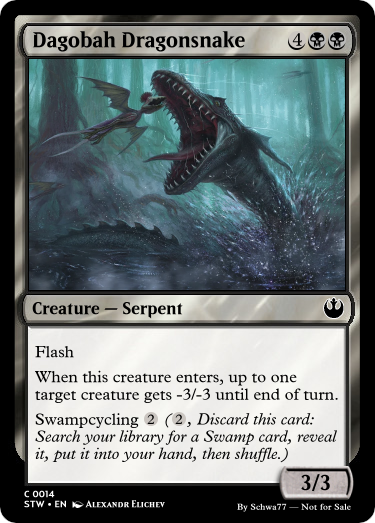 Dagobah Dragonsnake 4
Creature — Serpent
Flash
When this creature enters, up to one
target creature gets -3/-3 until end of turn.
Swampcycling 2 (2, Discard this card:
Search your library for a Swamp card, reveal
it, put it into your hand, then shuffle.)
3/3
C 0014
STW • EN Alexandr Elichev
By Schwa77 — Not for Sale